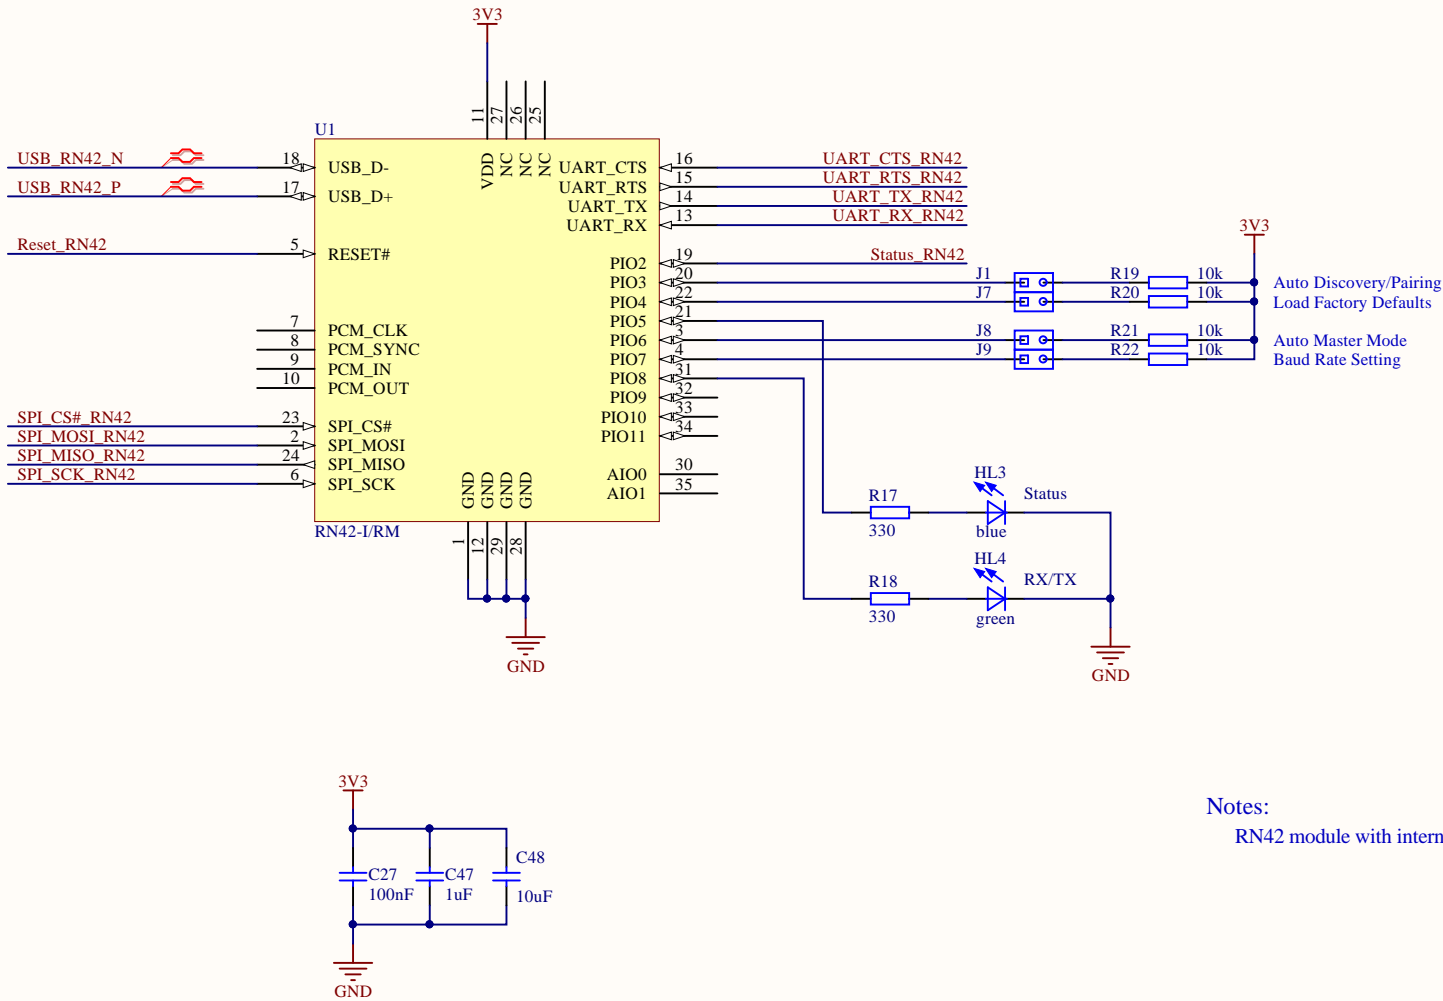 3V3
11
27
26
25
U1
VDD
NC
NC
NC
USB_RN42_N
18
USB_D-
USB_RN42_P
17
USB_D+
Reset_RN42
5
RESET#
7
PCM_CLK
8
PCM_SYNC
9
PCM_IN
10
PCM_OUT
SPI_CS#_RN42
23
SPI_CS#
SPI_MOSI_RN42
2
SPI_MOSI
SPI_MISO_RN42
24
SPI_MISO
SPI_SCK_RN42
6
SPI_SCK
UART_CTS
16
UART_CTS_RN42
UART_RTS
15
UART_RTS_RN42
UART_TX
14
UART_TX_RN42
UART_RX
13
UART_RX_RN42
PIO2
19
Status_RN42
PIO3
20
PIO4
22
PIO5
21
PIO6
3
PIO7
4
PIO8
31
PIO9
32
PIO10
33
PIO11
34
AIO0
30
AIO1
35
GND
GND
GND
GND
RN42-I/RM
1
12
29
28
GND
3V3
J1
R19
10k
Auto Discovery/Pairing
J7
R20
10k
Load Factory Defaults
J8
R21
10k
Auto Master Mode
J9
R22
10k
Baud Rate Setting
R17
330
HL3
Status
blue
R18
330
HL4
RX/TX
green
GND
3V3
C27
100nF
C47
1uF
C48
10uF
GND
Notes:
RN42 module with intern